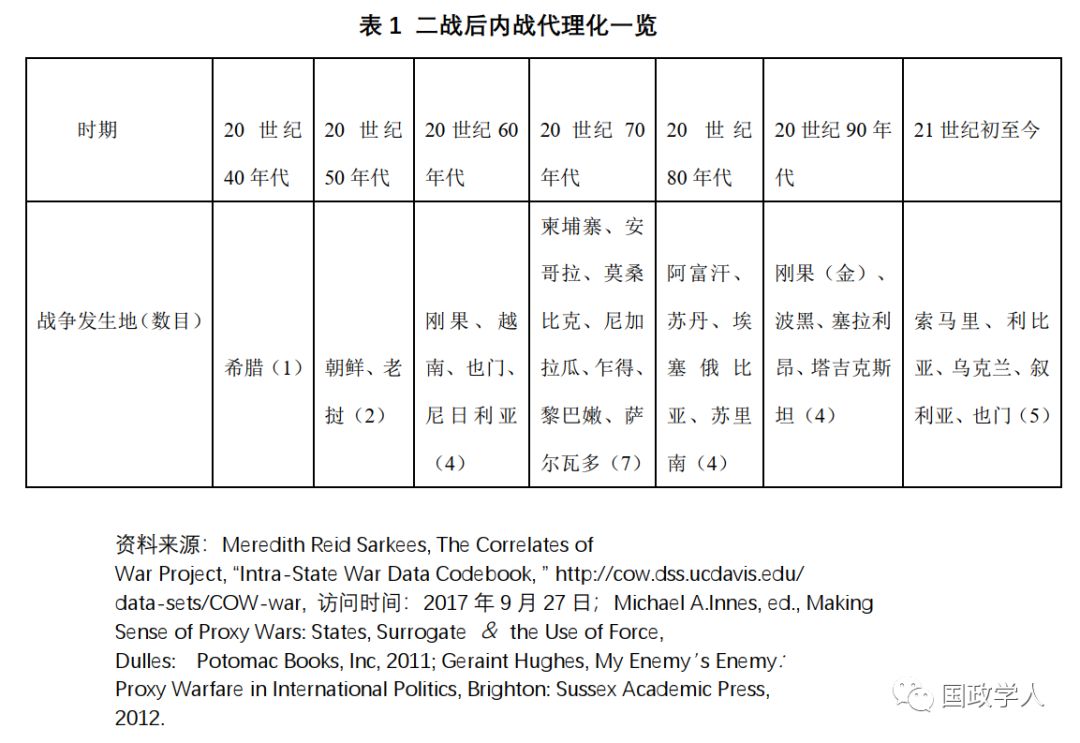 表 1 二战后内战代理化一览
时期
20 世纪
40 年代
20 世纪
50 年代
20 世纪 60
年代
20 世纪 70
年代
20 世纪
80 年代
20 世纪 90 年
代
21 世纪初至今
战争发生地（数目）
希腊（1）
朝鲜、老
挝（2）
刚果、越
南、也门、
尼日利亚
（4）
柬埔寨、安
哥拉、莫桑
比克、尼加
拉瓜、乍得、
黎巴嫩、萨
尔瓦多（7）
阿富汗、
苏丹、埃
塞俄比
亚、苏里
南（4）
刚果（金）、
波黑、塞拉利
昂、塔吉克斯
坦（4）
索马里、利比
亚、乌克兰、叙
利亚、也门（5）
资料来源：Meredith Reid Sarkees, The Correlates of
War Project, “Intra-State War Data Codebook, ” http://cow.dss.ucdavis.edu/
data-sets/COW-war, 访问时间：2017 年 9 月 27 日；Michael A.Innes, ed., Making
Sense of Proxy Wars: States, Surrogate & the Use of Force,
Dulles: Potomac Books, Inc, 2011; Geraint Hughes, My Enemy′s Enemy:
Proxy Warfare in International Politics, Brighton: Sussex Academic Press,
2012.
国政学人